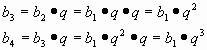 b₃ = b₂ • q = b₁ • q • q = b₁ • q²
b₄ = b₃ • q = b₁ • q² • q = b₁ • q³